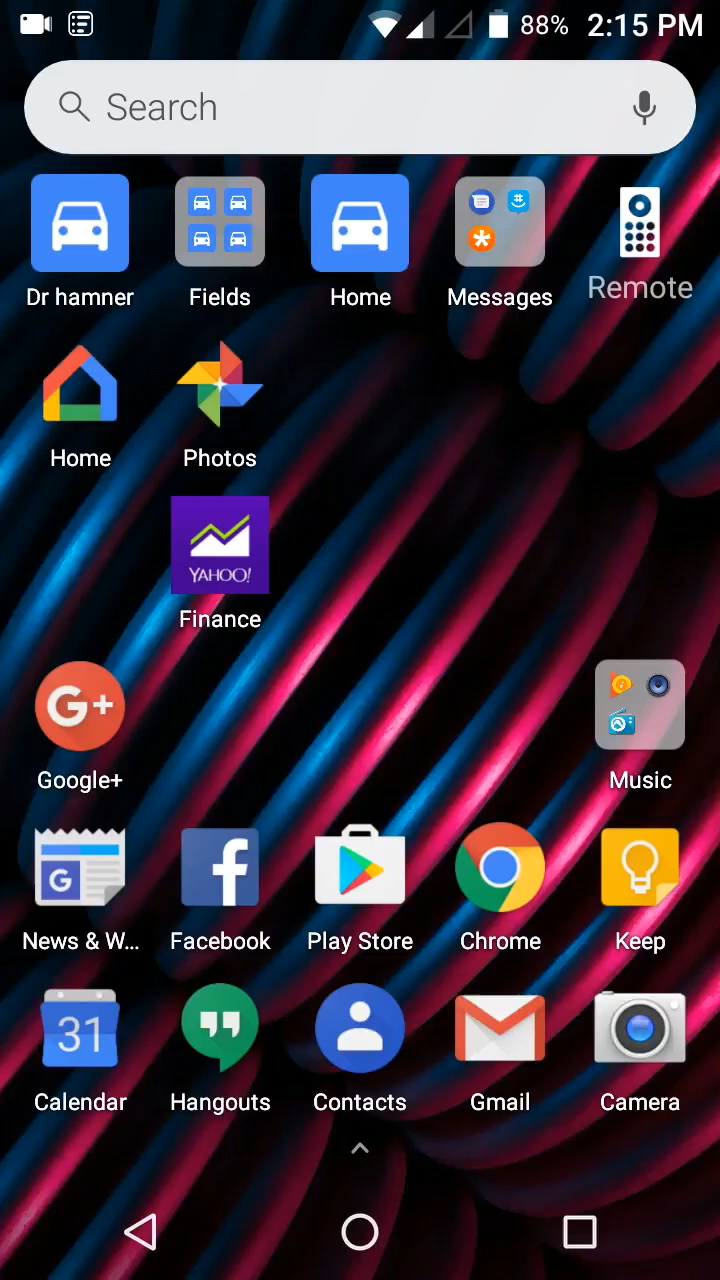 88% 2:15 PM
Search
Dr hamner Fields Home Messages Remote
Home Photos
YAHOO!
Finance
G+
Google+ Music
G
News & W... Facebook Play Store Chrome Keep
31
Calendar Hangouts Contacts Gmail Camera